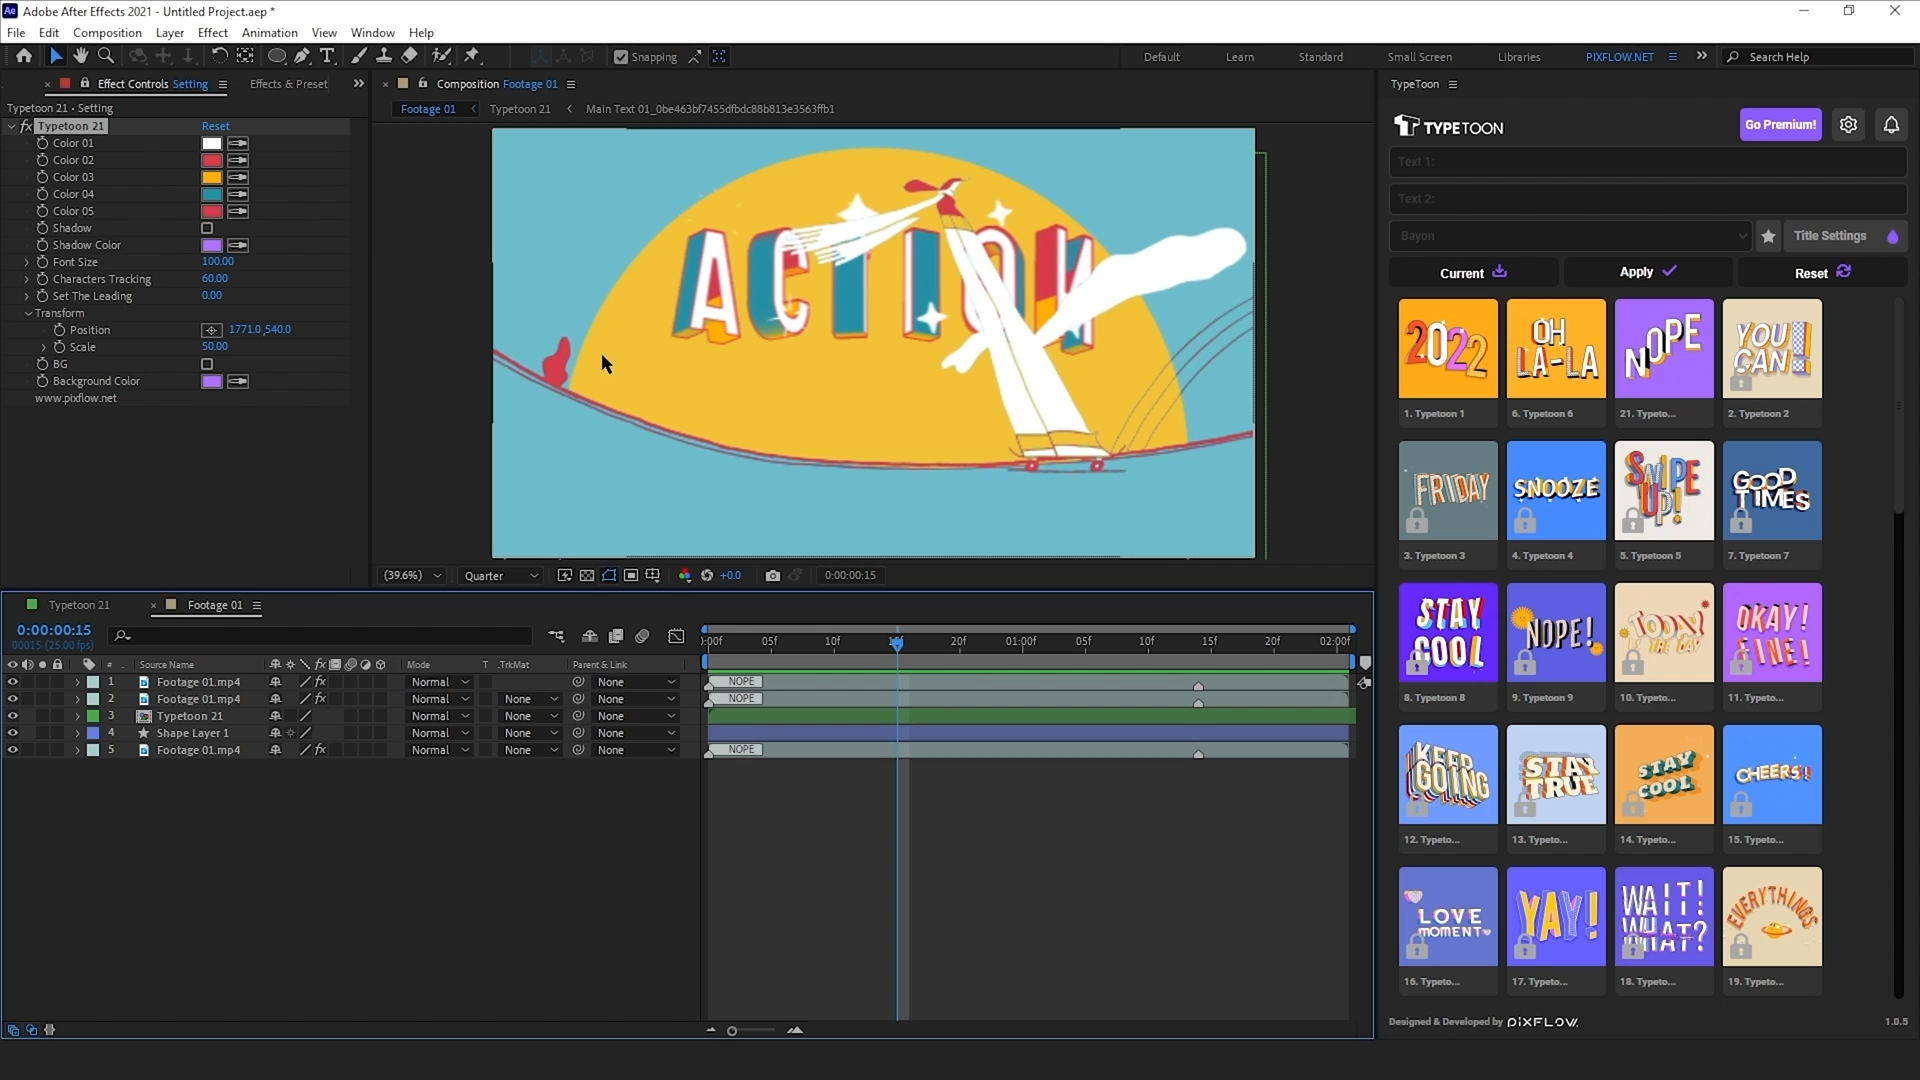 Adobe After Effects 2021 - Untitled Project.aep *
File Edit Composition Layer Effect Animation View Window Help
Snapping
Default Learn Standard Small Screen Libraries PIXFLOW.NET Search Help
Effect Controls Setting
Effects & Preset
Typetoon 21 • Setting
fx Typetoon 21 Reset
Color 01
Color 02
Color 03
Color 04
Color 05
Shadow
Shadow Color
Font Size 100.00
Characters Tracking 60.00
Set The Leading 0.00
Transform
Position 1771.0,540.0
Scale 50.00
BG
Background Color
www.pixflow.net
Composition Footage 01
Footage 01 Typetoon 21 Main Text 01_0be463bf7455dfbdc88b813e3563ffb1
ACTION
(39.6%) Quarter +0.0 0:00:00:15
TypeToon
TYPETOON
Go Premium!
Text 1:
Text 2:
Bayon
Title Settings
Current Apply Reset
2022
OH LA-LA
NOPE
YOU CAN!!
1. Typetoon 1
6. Typetoon 6
21. Typeto...
2. Typetoon 2
FRIDAY
SNOOZE
SWIPE UP!
GOOD TIMES
3. Typetoon 3
4. Typetoon 4
5. Typetoon 5
7. Typetoon 7
STAY COOL
NOPE!
TODAY IS THE DAY
OKAY! FINE!
8. Typetoon 8
9. Typetoon 9
10. Typeto...
11. Typeto...
KEEP GOING
STAY TRUE
STAY COOL
CHEERS!
12. Typeto...
13. Typeto...
14. Typeto...
15. Typeto...
LOVE MOMENT
YAY!
WAIT! WHAT?
EVERYTHINGS
16. Typeto...
17. Typeto...
18. Typeto...
19. Typeto...
Designed & Developed by PIXFLOW.
1.0.5
Typetoon 21
Footage 01
0:00:00:15
00015 (25.00 fps)
:00f 05f 10f 15f 20f 01:00f 05f 10f 15f 20f 02:00f
# Source Name fx Mode T .TrkMat Parent & Link
1 Footage 01.mp4 fx Normal None NOPE
2 Footage 01.mp4 fx Normal None None NOPE
3 Typetoon 21 Normal None None
4 Shape Layer 1 Normal None None
5 Footage 01.mp4 fx Normal None None NOPE